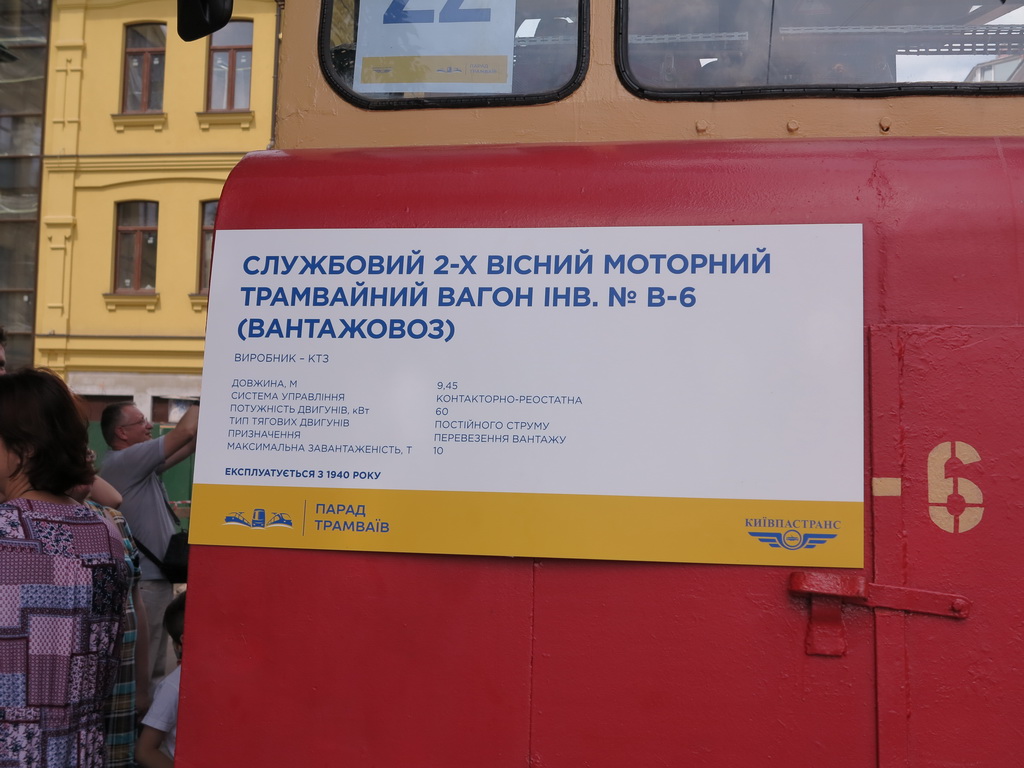 22
ПАРАД
ТРАМВАЇВ
СЛУЖБОВИЙ 2-Х ВІСНИЙ МОТОРНИЙ
ТРАМВАЙНИЙ ВАГОН ІНВ. № В-6
(ВАНТАЖОВОЗ)
ВИРОБНИК – КТЗ
ДОВЖИНА, М 9,45
СИСТЕМА УПРАВЛІННЯ КОНТАКТОРНО-РЕОСТАТНА
ПОТУЖНІСТЬ ДВИГУНІВ, кВт 60
ТИП ТЯГОВИХ ДВИГУНІВ ПОСТІЙНОГО СТРУМУ
ПРИЗНАЧЕННЯ ПЕРЕВЕЗЕННЯ ВАНТАЖУ
МАКСИМАЛЬНА ЗАВАНТАЖЕНІСТЬ, Т 10
ЕКСПЛУАТУЄТЬСЯ З 1940 РОКУ
ПАРАД
ТРАМВАЇВ
КИЇВПАСТРАНС
-6